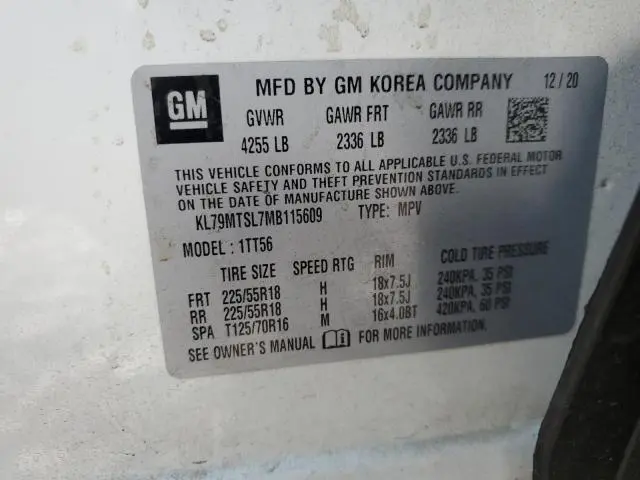 GM
MFD BY GM KOREA COMPANY 12/20
GVWR GAWR FRT GAWR RR
4255 LB 2336 LB 2336 LB
THIS VEHICLE CONFORMS TO ALL APPLICABLE U.S. FEDERAL MOTOR
VEHICLE SAFETY AND THEFT PREVENTION STANDARDS IN EFFECT
ON THE DATE OF MANUFACTURE SHOWN ABOVE.
KL79MTSL7MB115609 TYPE: MPV
MODEL: 1TT56
TIRE SIZE SPEED RTG RIM COLD TIRE PRESSURE
FRT 225/55R18 H 18x7.5J 240KPA, 35 PSI
RR 225/55R18 H 18x7.5J 240KPA, 35 PSI
SPA T125/70R16 M 16x4.0BT 420KPA, 60 PSI
SEE OWNER'S MANUAL FOR MORE INFORMATION.